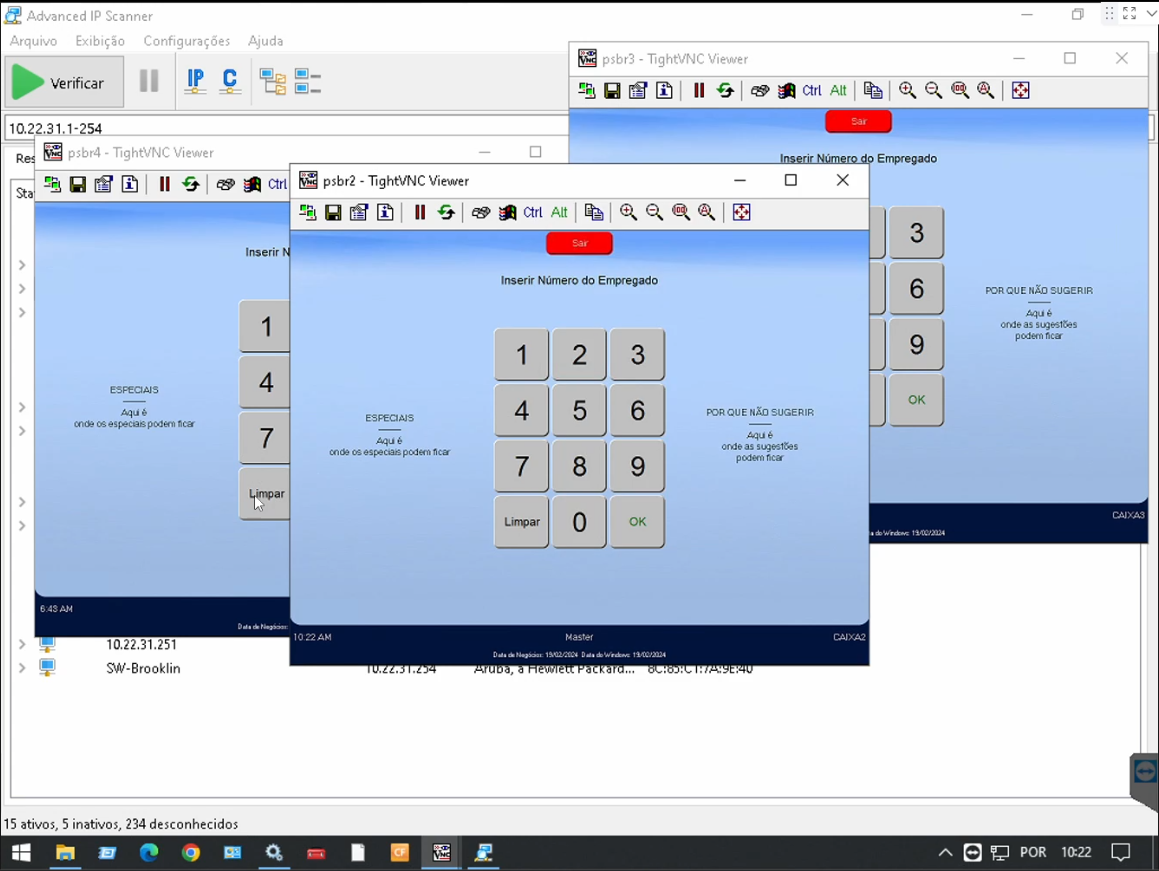 Advanced IP Scanner
Arquivo Exibição Configurações Ajuda
Verificar
IP C
10.22.31.1-254
Res
Sta
psbr3 - TightVNC Viewer
Ctrl Alt
Sair
Inserir Número do Empregado
3
6
9
OK
POR QUE NÃO SUGERIR
Aqui é
onde as sugestões
podem ficar
CAIXA3
do Windows: 19/02/2024
psbr4 - TightVNC Viewer
Ctrl
Inserir N
1
4
7
Limpar
ESPECIAIS
Aqui é
onde os especiais podem ficar
6:43 AM
Data de Negócios:
psbr2 - TightVNC Viewer
Ctrl Alt
Sair
Inserir Número do Empregado
1 2 3
4 5 6
7 8 9
Limpar 0 OK
ESPECIAIS
Aqui é
onde os especiais podem ficar
POR QUE NÃO SUGERIR
Aqui é
onde as sugestões
podem ficar
10:22 AM Master CAIXA2
Data de Negócios: 19/02/2024 Data do Windows: 19/02/2024
10.22.31.251
SW-Brooklin 10.22.31.254 Aruba, a Hewlett Packard... 8C:85:C1:7A:9E:40
15 ativos, 5 inativos, 234 desconhecidos
CF
POR 10:22